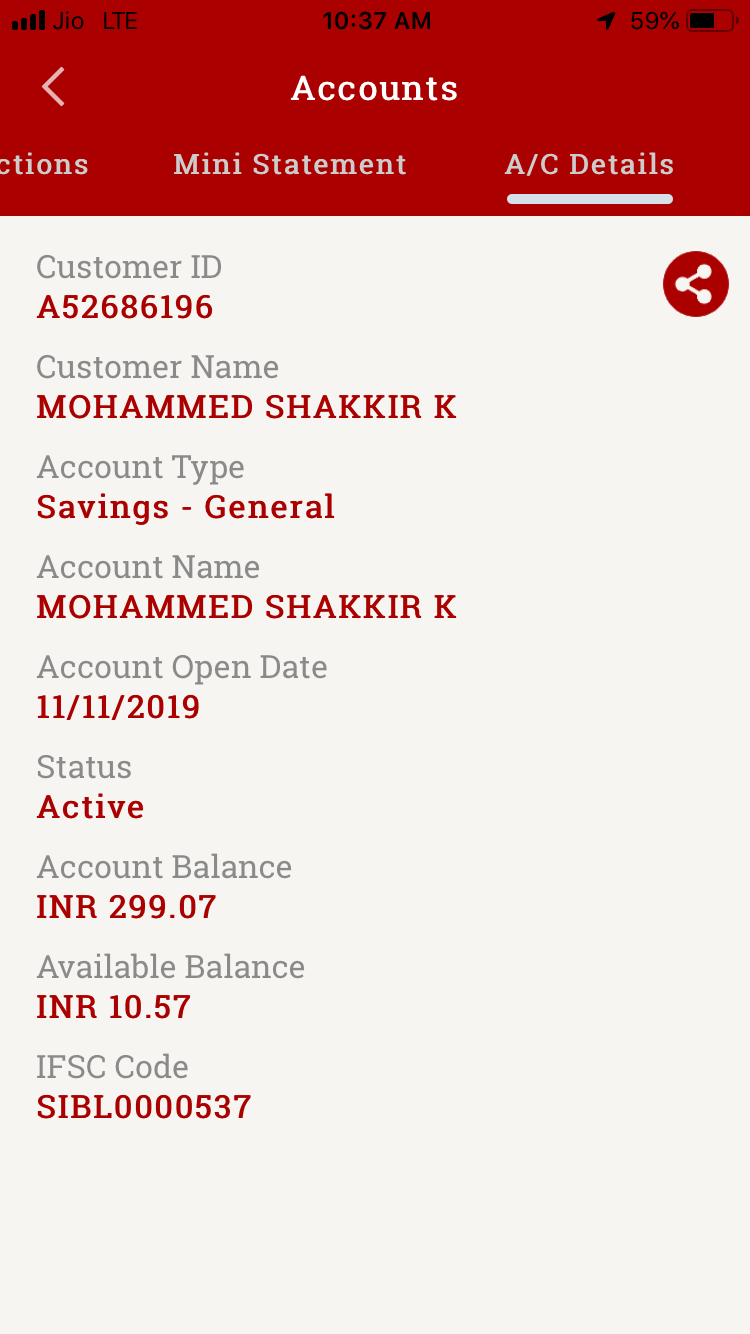 Jio LTE 10:37 AM 59%
Accounts
ctions Mini Statement A/C Details
Customer ID
A52686196
Customer Name
MOHAMMED SHAKKIR K
Account Type
Savings - General
Account Name
MOHAMMED SHAKKIR K
Account Open Date
11/11/2019
Status
Active
Account Balance
INR 299.07
Available Balance
INR 10.57
IFSC Code
SIBL0000537